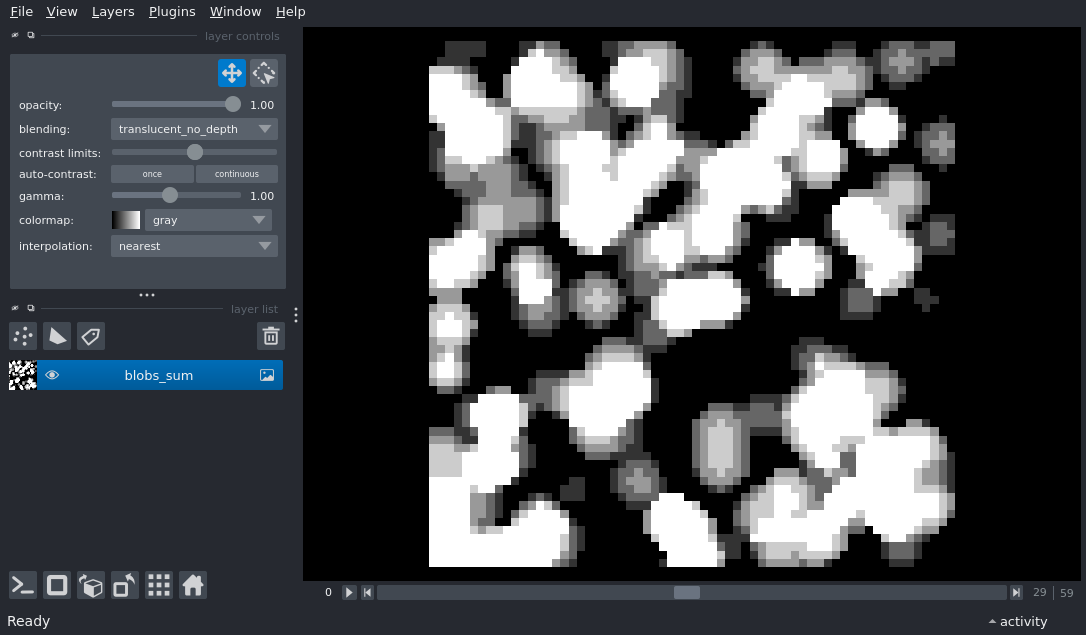 File View Layers Plugins Window Help
layer controls
opacity: 1.00
blending: translucent_no_depth
contrast limits:
auto-contrast: once continuous
gamma: 1.00
colormap: gray
interpolation: nearest
layer list
blobs_sum
0 29 59
Ready activity